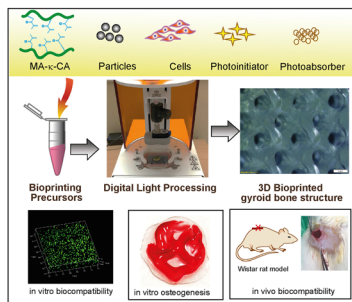 MA-κ-CA Particles Cells Photoinitiator Photoabsorber
Bioprinting Digital Light Processing 3D Bioprinted
Precursors gyroid bone structure
Wistar rat model
in vitro biocompatibility in vitro osteogenesis in vivo biocompatibility